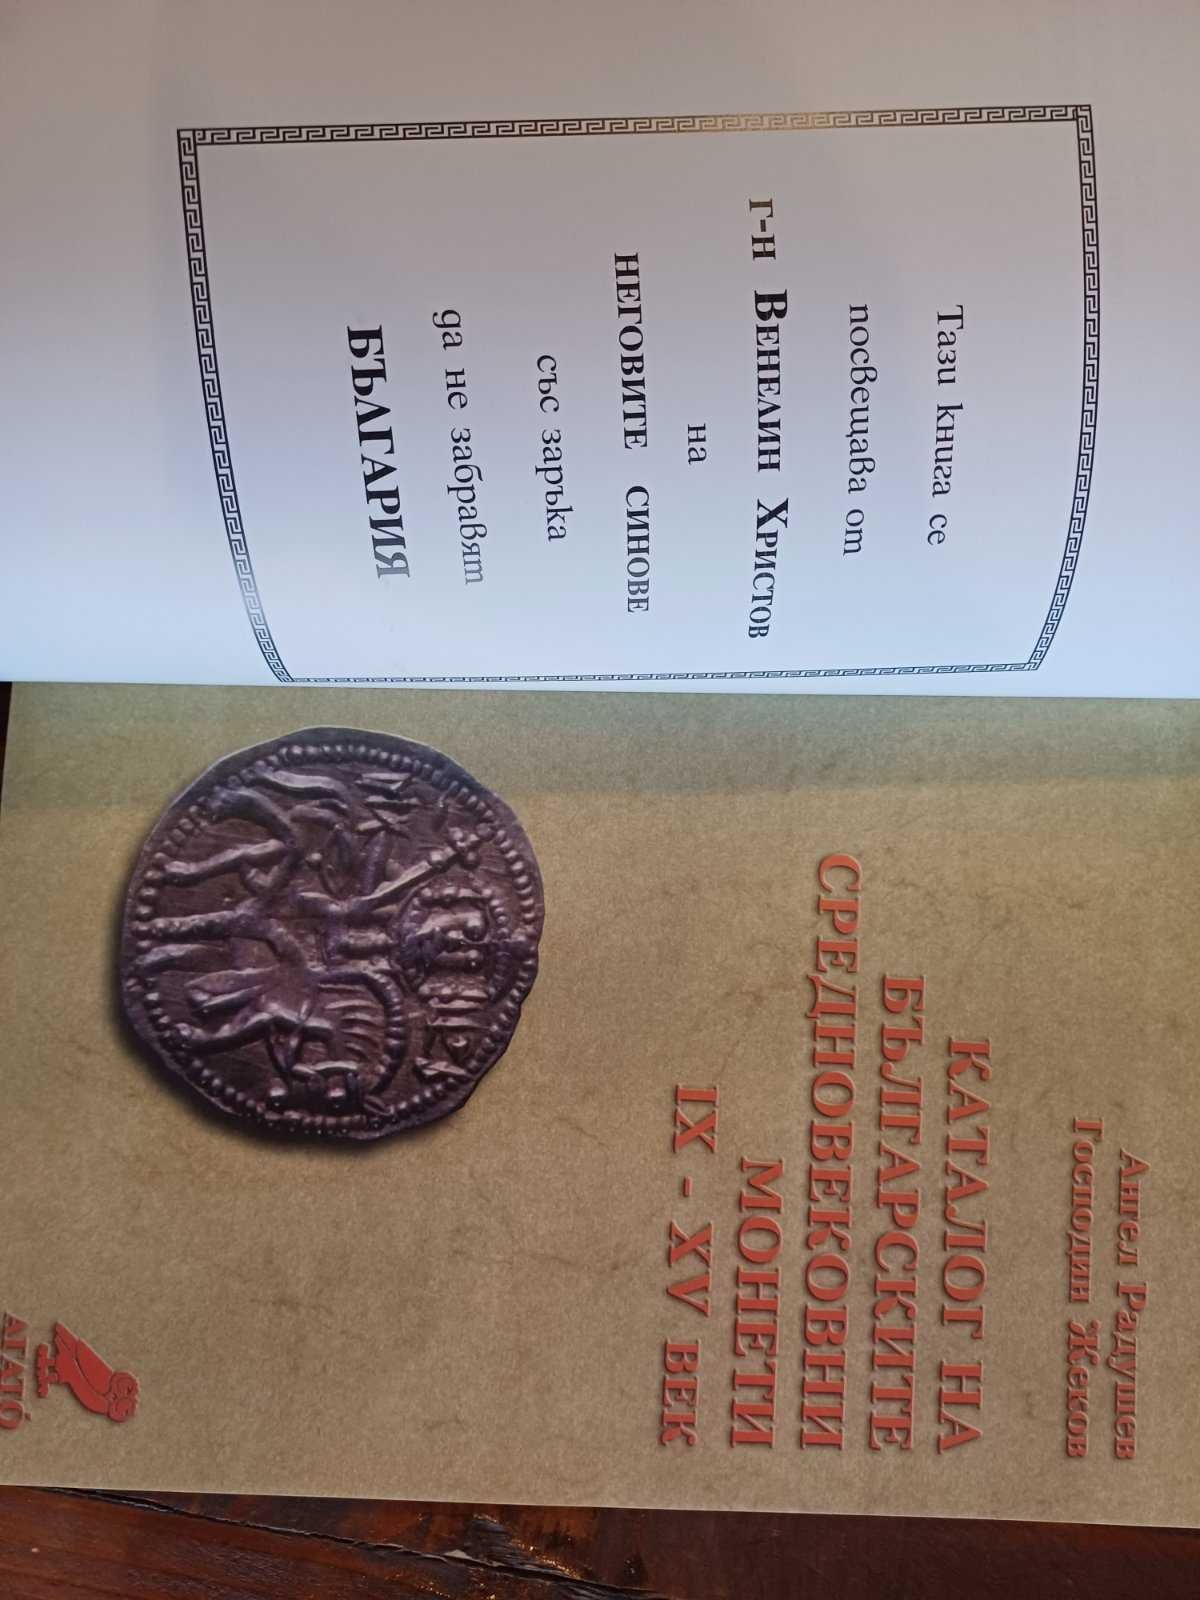 Тази книга се
посвещава от
г-н Венелин Христов
на
НЕГОВИТЕ СИНОВЕ
със заръка
да не забравят
БЪЛГАРИЯ
Ангел Радушев
Господин Жеков
КАТАЛОГ НА
БЪЛГАРСКИТЕ
СРЕДНОВЕКОВНИ
МОНЕТИ
IX - XV ВЕК
АГАТÓ